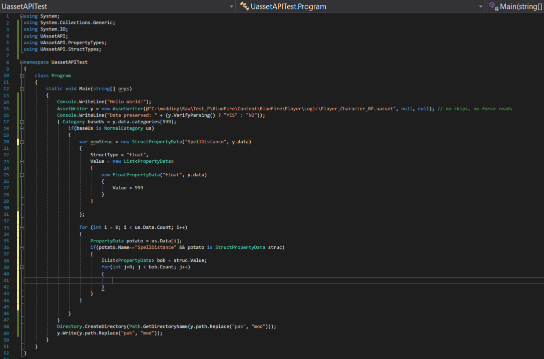 UassetAPITest
UassetAPITest.Program
Main(string[]
using System;
using System.Collections.Generic;
using System.IO;
using UAssetAPI;
using UAssetAPI.PropertyTypes;
using UAssetAPI.StructTypes;
namespace UassetAPITest
{
class Program
{
static void Main(string[] args)
{
Console.WriteLine("Hello World!");
AssetWriter y = new AssetWriter(@"C:\modding\ \BlueFire\Content\BlueFire\Player\Logic\Player_Character_BP.uasset", null, null); // no skips, no force reads
Console.WriteLine("Data preserved: " + (y.VerifyParsing() ? "YES" : "NO"));
{ Category baseUs = y.data.categories[ ];
if(baseUs is NormalCategory us)
{
var newStruc = new StructPropertyData("SpellDistance", y.data)
{
StructType = "Float",
Value = new List<PropertyData>
{
new FloatPropertyData("Float", y.data)
{
Value = 999
}
}
};
for (int i = 0; i < us.Data.Count; i++)
{
PropertyData potato = us.Data[i];
if(potato.Name=="SpellDistance" && potato is StructPropertyData struc)
{
IList<PropertyData> bob = struc.Value;
for(int j=0; j < bob.Count; j++)
{
}
}
}
}
}
Directory.CreateDirectory(Path.GetDirectoryName(y.path.Replace("pak", "mod")));
y.Write(y.path.Replace("pak", "mod"));
}
}
}